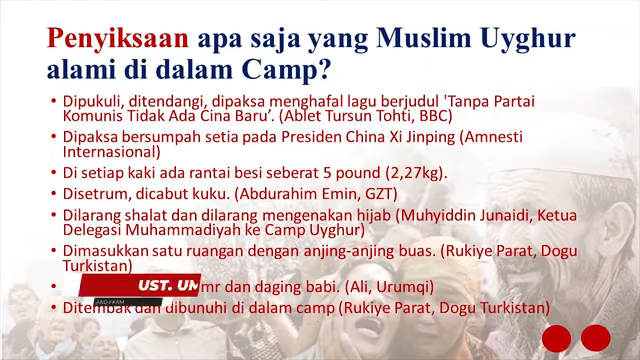 Penyiksaan apa saja yang Muslim Uyghur
alami di dalam Camp?
• Dipukuli, ditendangi, dipaksa menghafal lagu berjudul 'Tanpa Partai
Komunis Tidak Ada Cina Baru’. (Ablet Tursun Tohti, BBC)
• Dipaksa bersumpah setia pada Presiden China Xi Jinping (Amnesti
Internasional)
• Di setiap kaki ada rantai besi seberat 5 pound (2,27kg).
• Disetrum, dicabut kuku. (Abdurahim Emin, GZT)
• Dilarang shalat dan dilarang mengenakan hijab (Muhyiddin Junaidi, Ketua
Delegasi Muhammadiyah ke Camp Uyghur)
• Dimasukkan satu ruangan dengan anjing-anjing buas. (Rukiye Parat, Dogu
Turkistan)
• UST. UM mr dan daging babi. (Ali, Urumqi)
• Ditembak dan dibunuhi di dalam camp (Rukiye Parat, Dogu Turkistan)